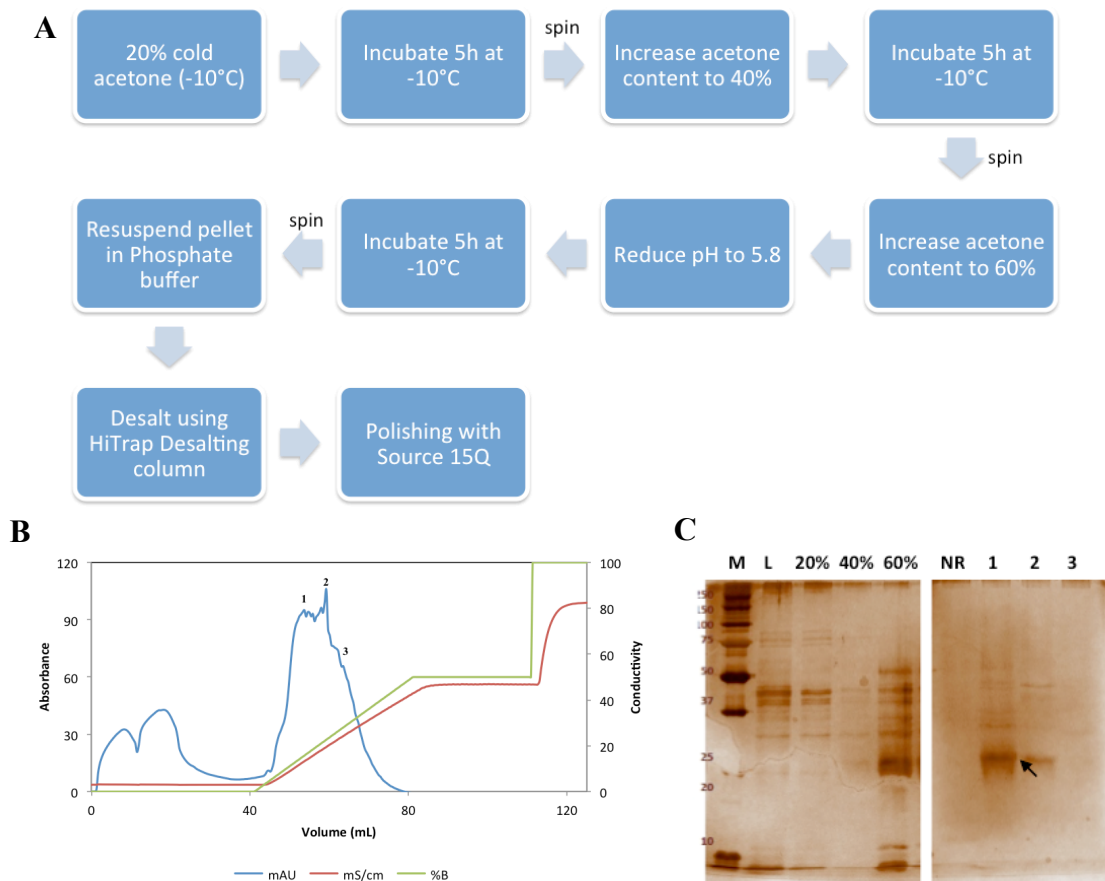 A
20% cold
acetone (-10°C)
Incubate 5h at
-10°C
spin
Increase acetone
content to 40%
Incubate 5h at
-10°C
spin
Resuspend pellet
in Phosphate
buffer
spin
Incubate 5h at
-10°C
Reduce pH to 5.8
Increase acetone
content to 60%
Desalt using
HiTrap Desalting
column
Polishing with
Source 15Q
B
120
90
60
30
0
Absorbance
0 40 80 120
Volume (mL)
100
80
60
40
20
0
Conductivity
1
2
3
mAU mS/cm %B
C
M L 20% 40% 60% NR 1 2 3
150
100
75
50
37
25
20
10